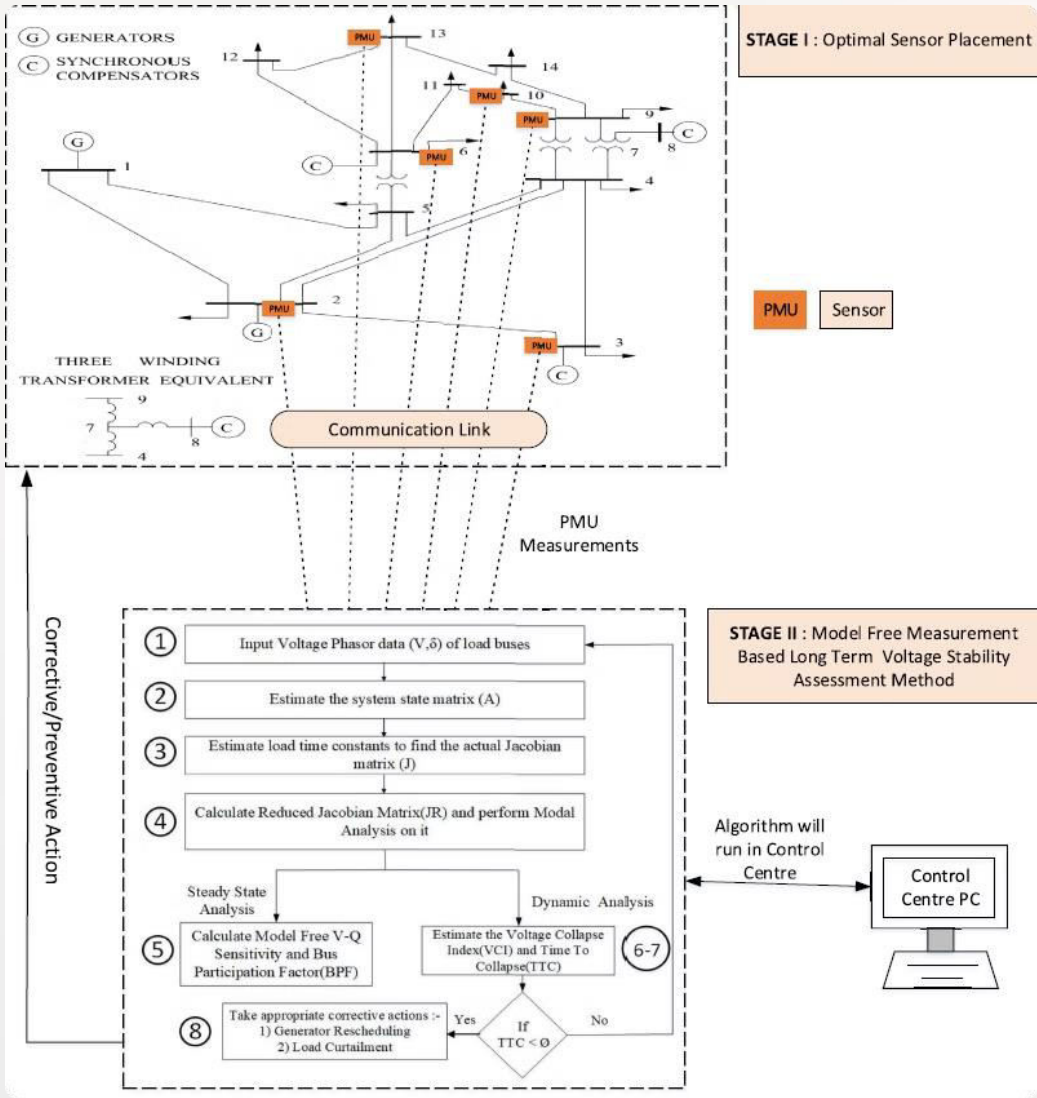 G GENERATORS
C SYNCHRONOUS
COMPENSATORS
STAGE I : Optimal Sensor Placement
PMU
13
12
14
11
PMU
10
PMU
9
C
8
7
G
1
C
6
PMU
4
5
2
PMU
G
PMU
3
C
PMU
Sensor
THREE WINDING
TRANSFORMER EQUIVALENT
9
7
C
8
4
Communication Link
PMU
Measurements
Corrective/Preventive Action
STAGE II : Model Free Measurement
Based Long Term Voltage Stability
Assessment Method
1
Input Voltage Phasor data (V,δ) of load buses
2
Estimate the system state matrix (A)
3
Estimate load time constants to find the actual Jacobian
matrix (J)
4
Calculate Reduced Jacobian Matrix(JR) and perform Modal
Analysis on it
Steady State
Analysis
Dynamic Analysis
5
Calculate Model Free V-Q
Sensitivity and Bus
Participation Factor(BPF)
Estimate the Voltage Collapse
Index(VCI) and Time To
Collapse(TTC)
6-7
8
Take appropriate corrective actions :-
1) Generator Rescheduling
2) Load Curtailment
Yes
If
TTC < Ø
No
Algorithm will
run in Control
Centre
Control
Centre PC